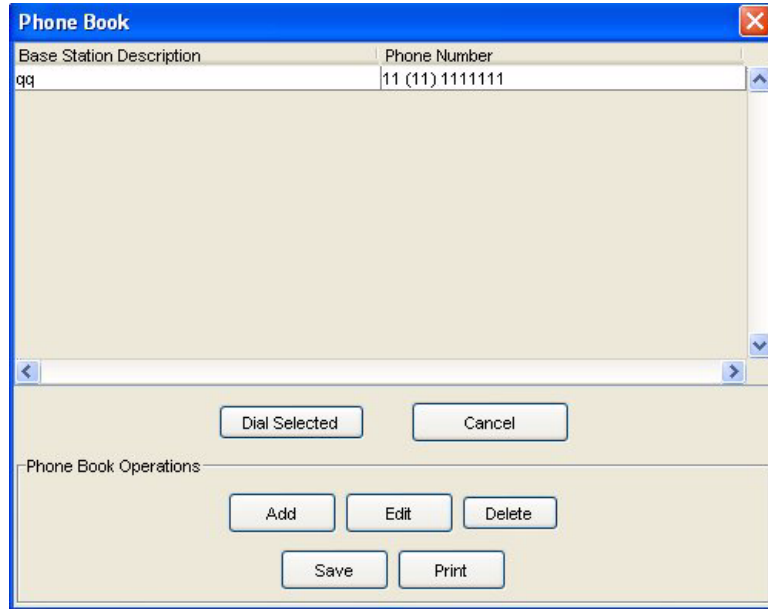 Phone Book
Base Station Description Phone Number
qq 11 (11) 1111111
Dial Selected Cancel
Phone Book Operations
Add Edit Delete
Save Print